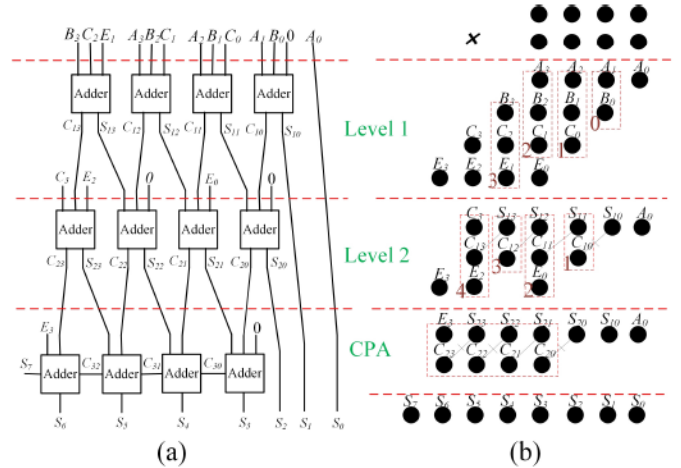 B3 C2 E1 A3 B2 C1 A2 B1 C0 A1 B0 0 A0
×
Adder Adder Adder Adder
C13 S13 C12 S12 C11 S11 C10 S10
Level 1
A3 A2 A1 A0
B3 B2 B1 B0
0
C3 C2 C1 C0
2 1
E3 E2 E1 E0
3
C3 E2 0 E0 0
Adder Adder Adder Adder
C23 S23 C22 S22 C21 S21 C20 S20
Level 2
C3 S13 S12 S11 S10 A0
C13 C12 C11 C10
3 1
E3 E2 E0
4 2
CPA
E3 0
S7 Adder C32 Adder C31 Adder C30 Adder
S6 S5 S4 S3 S2 S1 S0
E3 S23 S22 S21 S20 S10 A0
C23 C22 C21 C20
S7 S6 S5 S4 S3 S2 S1 S0
(a) (b)